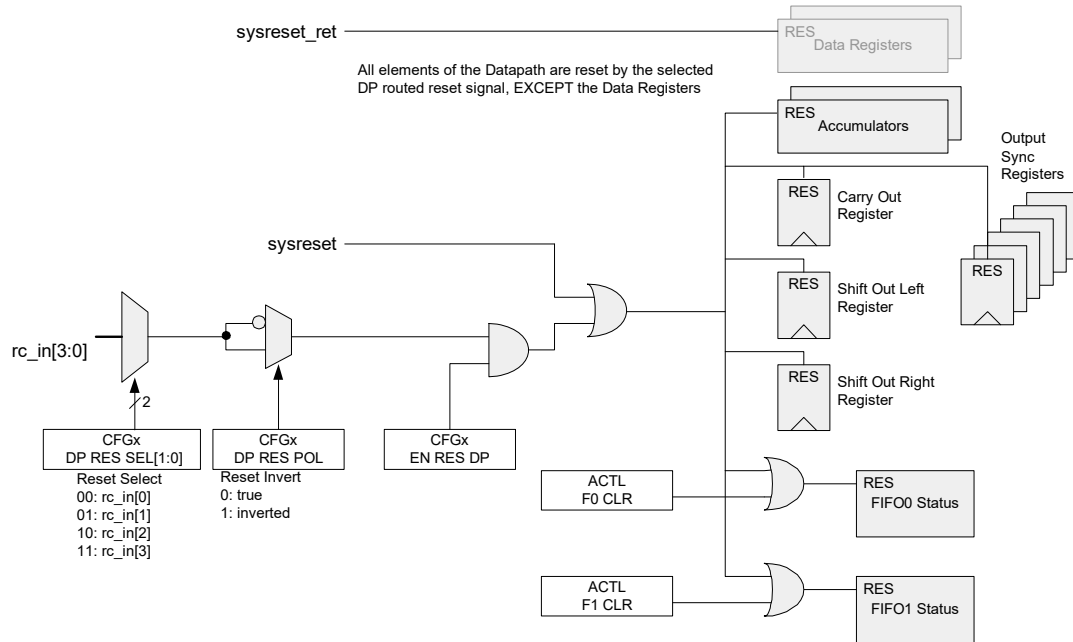 sysreset_ret
RES
Data Registers
All elements of the Datapath are reset by the selected
DP routed reset signal, EXCEPT the Data Registers
RES
Accumulators
Output
Sync
Registers
RES
Carry Out
Register
sysreset
RES
RES
Shift Out Left
Register
rc_in[3:0]
RES
Shift Out Right
Register
2
CFGx
DP RES SEL[1:0]
CFGx
DP RES POL
CFGx
EN RES DP
Reset Select
00: rc_in[0]
01: rc_in[1]
10: rc_in[2]
11: rc_in[3]
Reset Invert
0: true
1: inverted
ACTL
F0 CLR
RES
FIFO0 Status
ACTL
F1 CLR
RES
FIFO1 Status